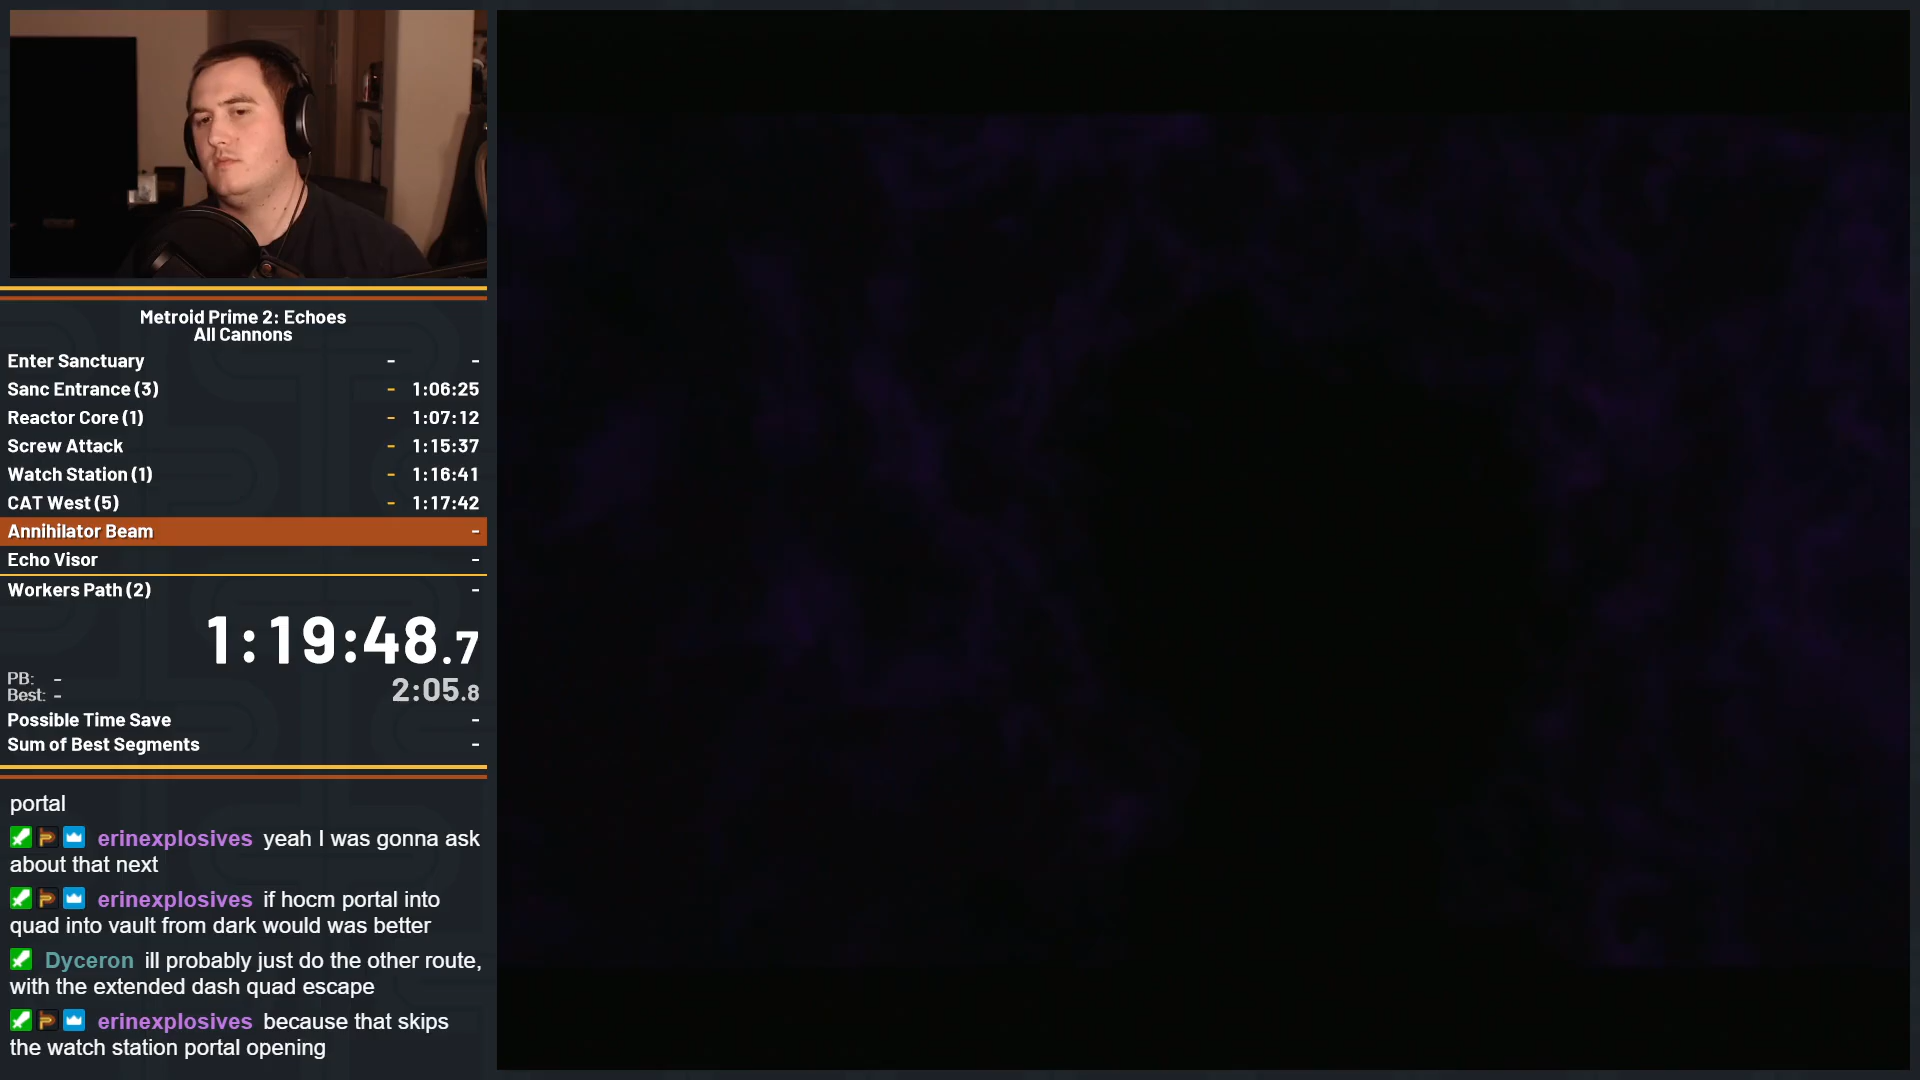 Metroid Prime 2: Echoes
All Cannons
Enter Sanctuary - -
Sanc Entrance (3) - 1:06:25
Reactor Core (1) - 1:07:12
Screw Attack - 1:15:37
Watch Station (1) - 1:16:41
CAT West (5) - 1:17:42
Annihilator Beam -
Echo Visor -
Workers Path (2) -
1:19:48.7
PB: -
Best: -
2:05.8
Possible Time Save -
Sum of Best Segments -
portal
erinexplosives yeah I was gonna ask
about that next
erinexplosives if hocm portal into
quad into vault from dark would was better
Dyceron ill probably just do the other route,
with the extended dash quad escape
erinexplosives because that skips
the watch station portal opening